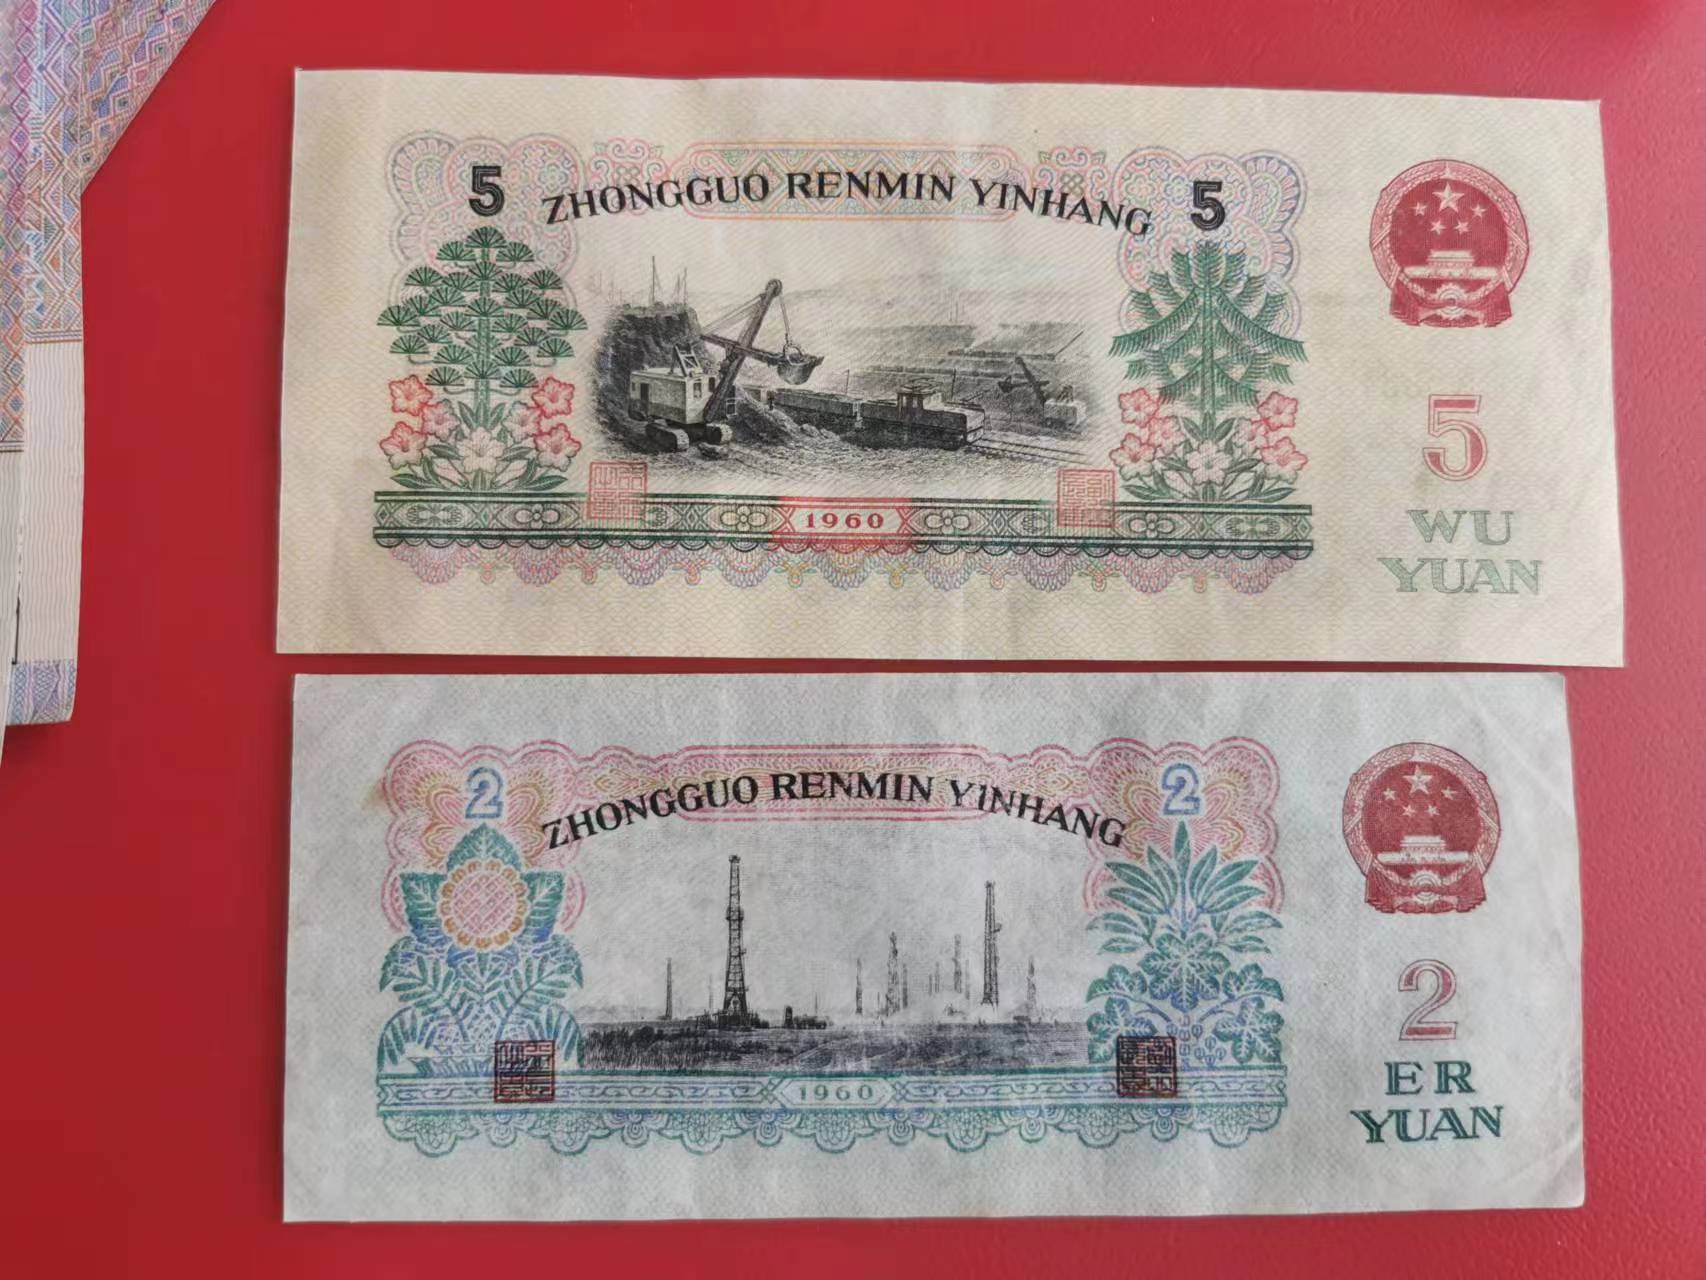 5 ZHONGGUO RENMIN YINHANG 5
1960
5
WU
YUAN
2 ZHONGGUO RENMIN YINHANG 2
1960
2
ER
YUAN